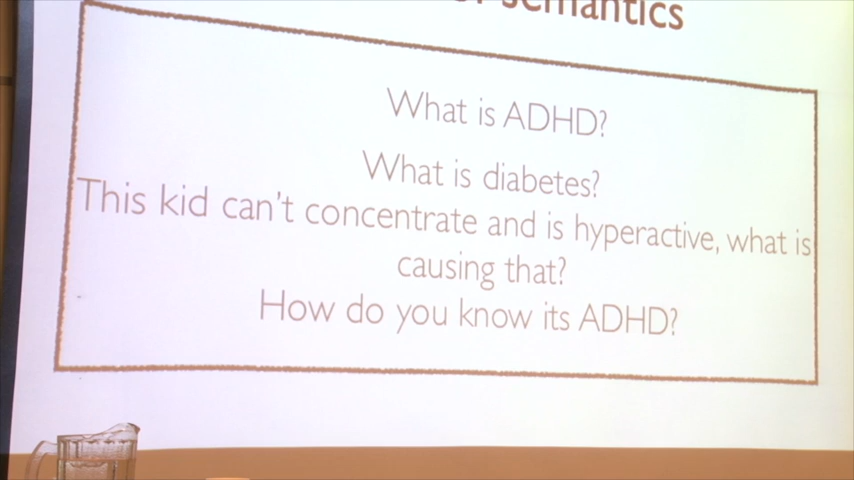 semantics
What is ADHD?
What is diabetes?
This kid can't concentrate and is hyperactive, what is
causing that?
How do you know its ADHD?